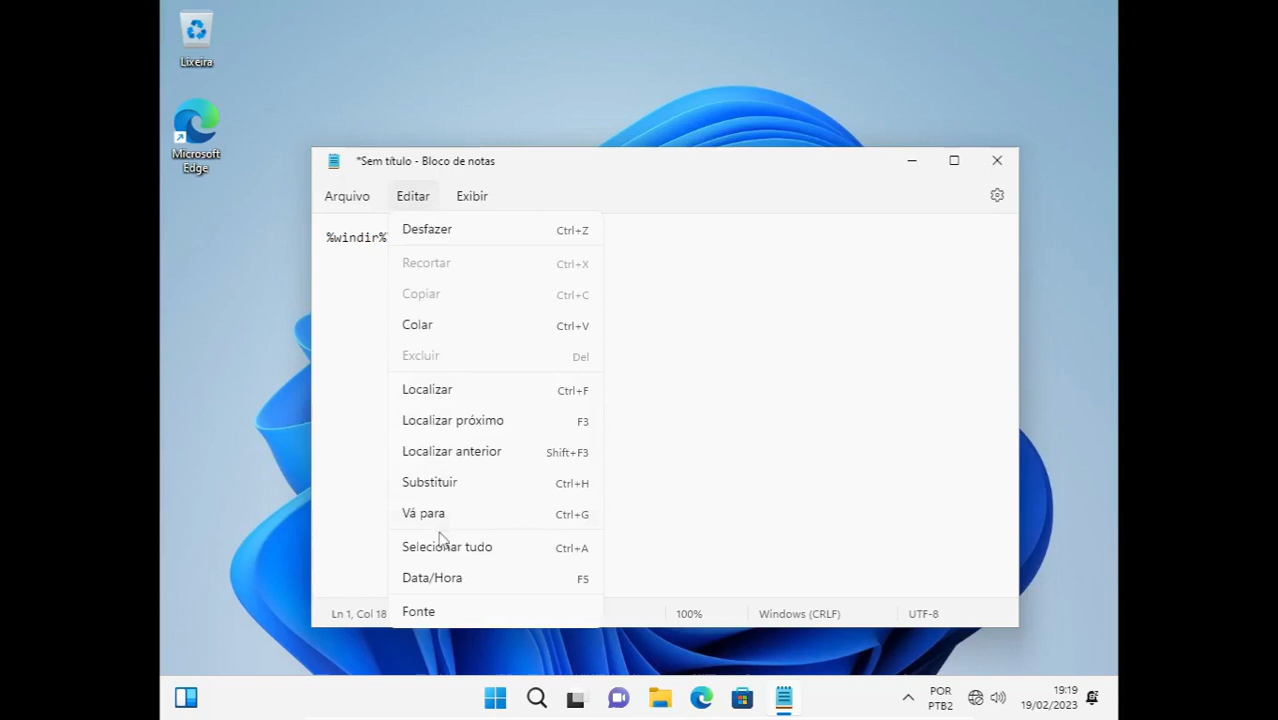 Lixeira
Microsoft
Edge
*Sem título - Bloco de notas
Arquivo Editar Exibir
%windir%
Desfazer Ctrl+Z
Recortar Ctrl+X
Copiar Ctrl+C
Colar Ctrl+V
Excluir Del
Localizar Ctrl+F
Localizar próximo F3
Localizar anterior Shift+F3
Substituir Ctrl+H
Vá para Ctrl+G
Selecionar tudo Ctrl+A
Data/Hora F5
Fonte
Ln 1, Col 18 100% Windows (CRLF) UTF-8
POR 19:19
PTB2 19/02/2023